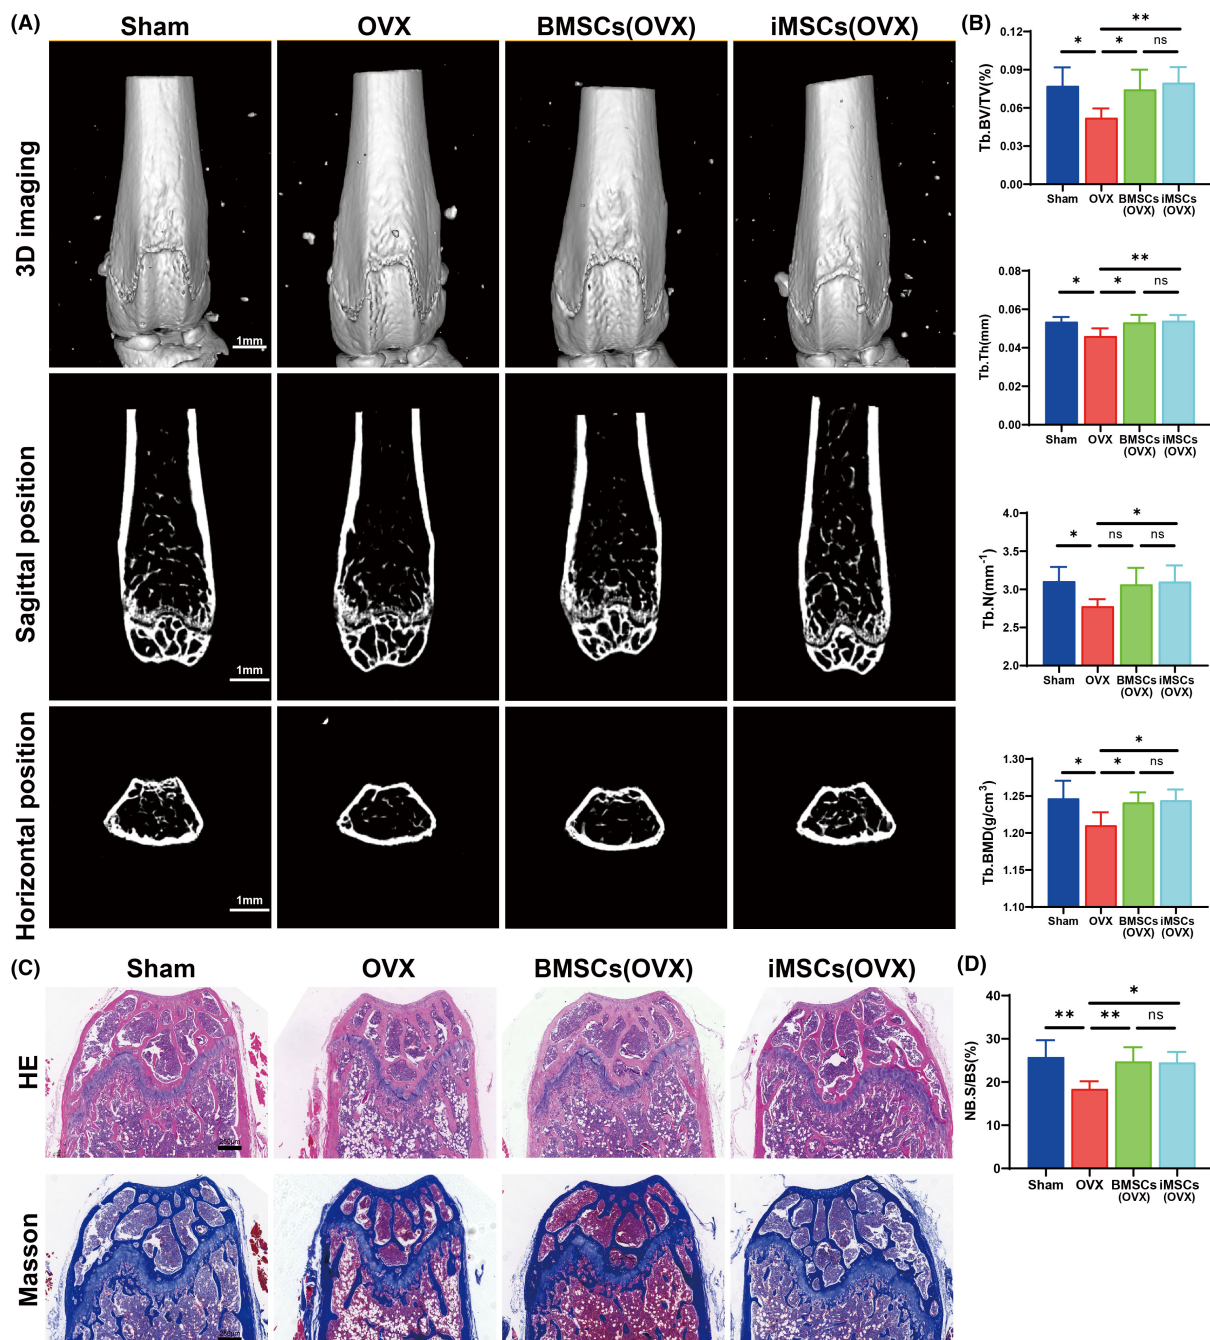 (A)
Sham OVX BMSCs(OVX) iMSCs(OVX)
3D imaging
1mm
Sagittal position
1mm
Horizontal position
1mm
(B)
**
* * ns
0.12
0.09
0.06
0.03
0.00
Tb.BV/TV(%)
Sham OVX BMSCs iMSCs
(OVX) (OVX)
**
* * ns
0.08
0.06
0.04
0.02
0.00
Tb.Th(mm)
Sham OVX BMSCs iMSCs
(OVX) (OVX)
*
* ns ns
4.0
3.5
3.0
2.5
2.0
Tb.N(mm⁻¹)
Sham OVX BMSCs iMSCs
(OVX) (OVX)
*
* * ns
1.30
1.25
1.20
1.10
Tb.BMD(g/cm³)
Sham OVX BMSCs iMSCs
(OVX) (OVX)
(C)
Sham OVX BMSCs(OVX) iMSCs(OVX)
HE
250μm
Masson
250μm
(D)
*
** ** ns
40
30
20
10
0
NB.S/BS(%)
Sham OVX BMSCs iMSCs
(OVX) (OVX)